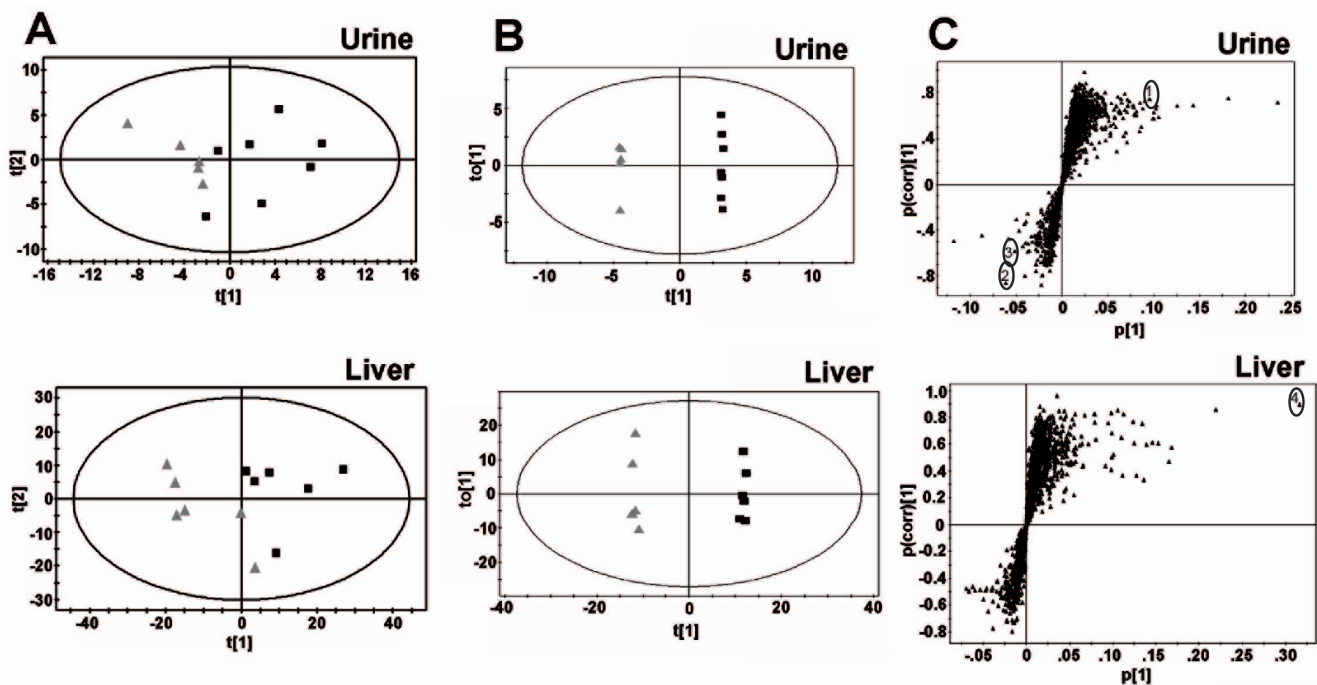 A
Urine
t[2]
10
5
0
-5
-10
-16 -12 -8 -4 0 4 8 12 16
t[1]
B
Urine
to[1]
5
0
-5
-10 -5 0 5 10
t[1]
C
Urine
p(corr)[1]
.8
.4
0
-.4
-.8
1
3
2
-.10 -.05 0 .05 .10 .15 .20 .25
p[1]
Liver
t[2]
30
20
10
0
-10
-20
-30
-40 -20 0 20 40
t[1]
Liver
to[1]
20
10
0
-10
-20
-40 -20 0 20 40
t[1]
Liver
p(corr)[1]
1.0
0.8
0.6
0.4
0.2
0
-0.2
-0.4
-0.6
-0.8
4
-.05 0 .05 .10 .15 .20 .25 .30
p[1]